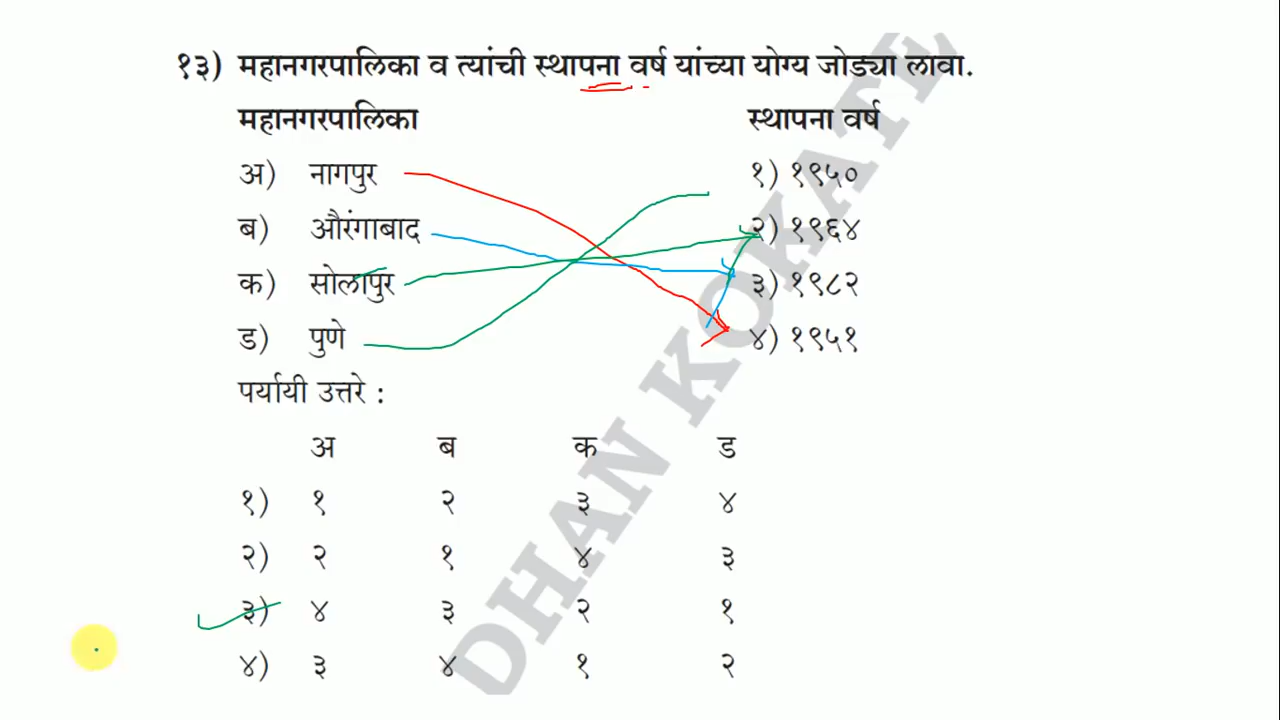 १३) महानगरपालिका व त्यांची स्थापना वर्ष यांच्या योग्य जोड्या लावा.
महानगरपालिका स्थापना वर्ष
अ) नागपुर १) १९५०
ब) औरंगाबाद २) १९६४
क) सोलापुर ३) १९८२
ड) पुणे ४) १९५१
पर्यायी उत्तरे :
अ ब क ड
१) १ २ ३ ४
२) २ १ ४ ३
३) ४ ३ २ १
४) ३ ४ १ २
DHAN KOKATE